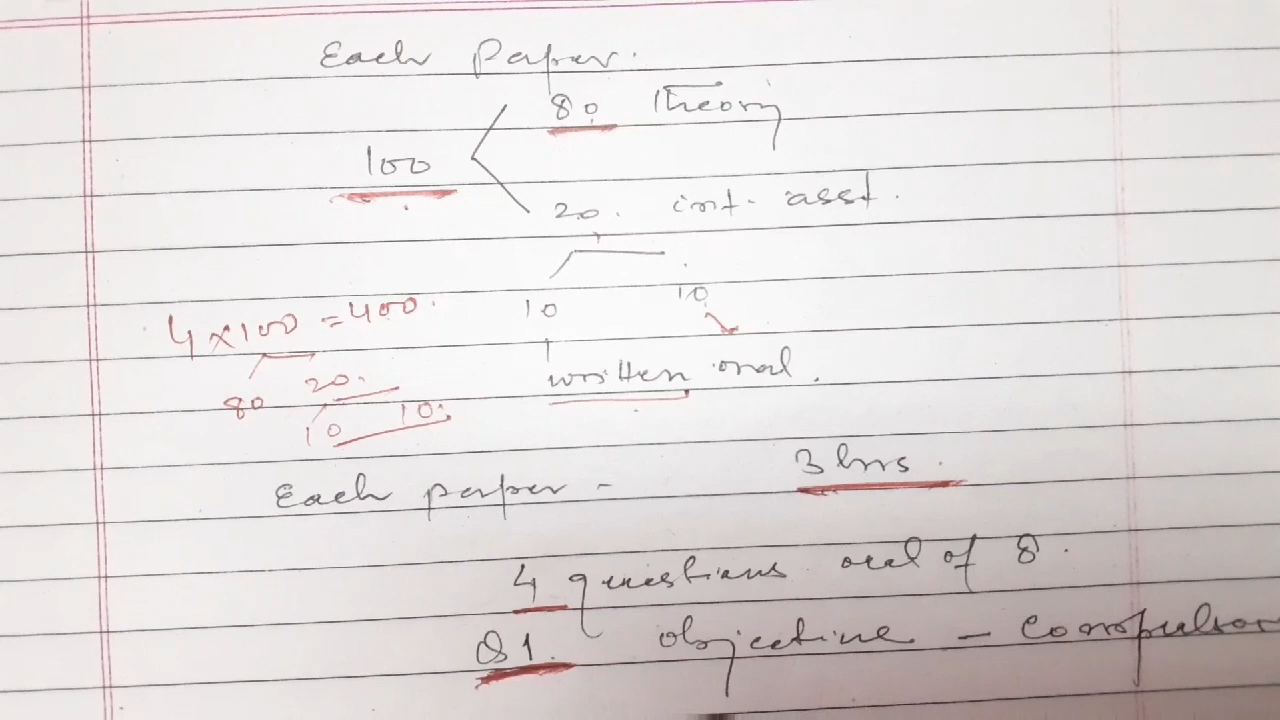 Each Paper.
80 Theory
100
20. int. asst.
4 x 100 = 400.
10 10
80 20.
written oral.
10 10.
Each paper - 3 hrs.
4 questions out of 8.
Q1. objective - Compulsor